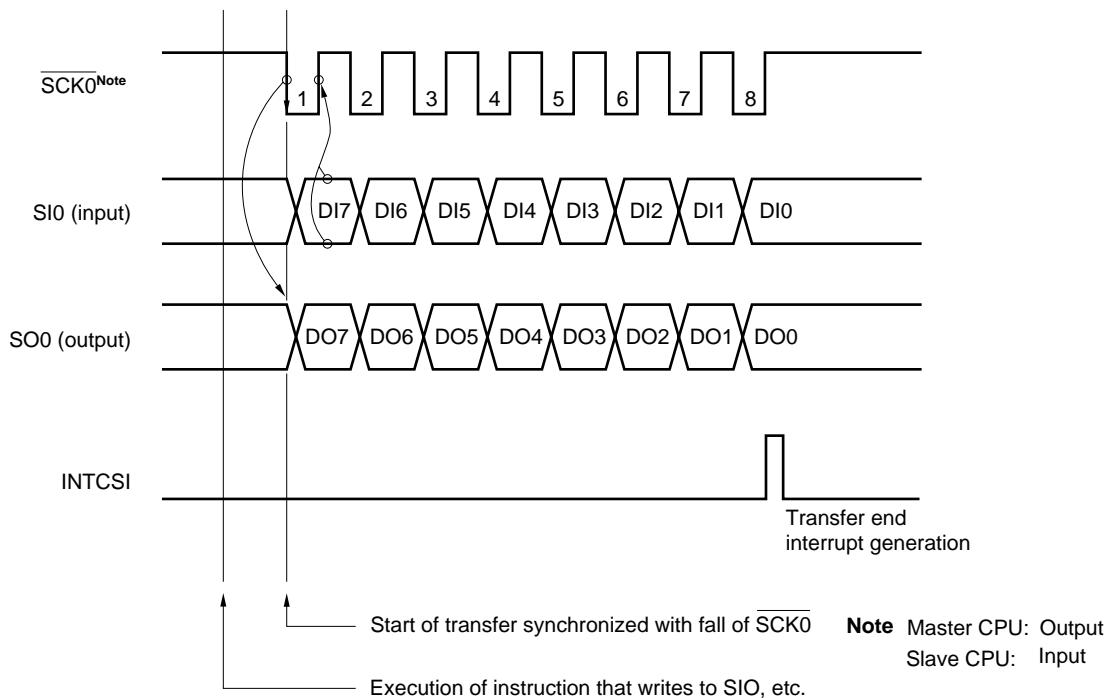 SCK0Note
1 2 3 4 5 6 7 8
SI0 (input)
DI7 DI6 DI5 DI4 DI3 DI2 DI1 DI0
SO0 (output)
DO7 DO6 DO5 DO4 DO3 DO2 DO1 DO0
INTCSI
Transfer end
interrupt generation
Start of transfer synchronized with fall of SCK0
Note Master CPU: Output
Slave CPU: Input
Execution of instruction that writes to SIO, etc.